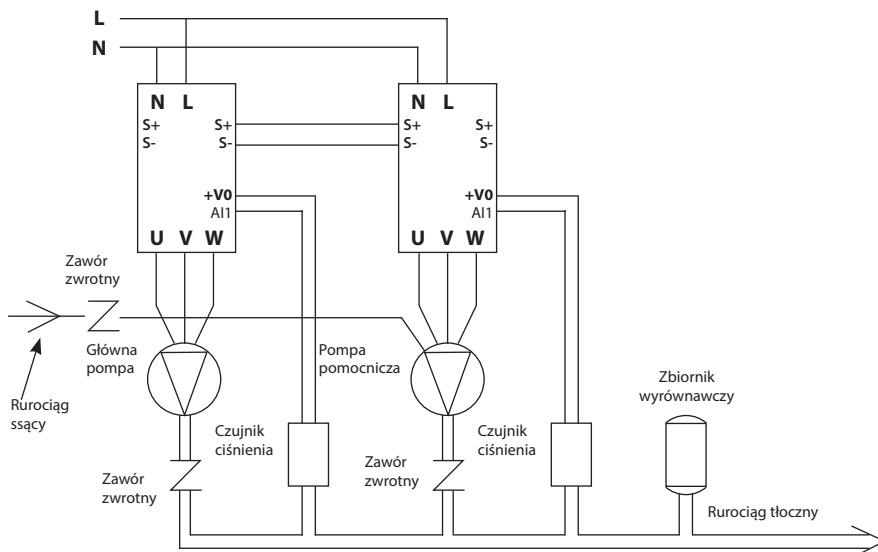 L
N
N L
S+ S+
S- S-
+V0
AI1
U V W
N L
S+ S+
S- S-
+V0
AI1
U V W
Zawór
zwrotny
Główna
pompa
Rurociąg
ssący
Pompa
pomocnicza
Czujnik
ciśnienia
Zawór
zwrotny
Czujnik
ciśnienia
Zawór
zwrotny
Zbiornik
wyrównawczy
Rurociąg tłoczny